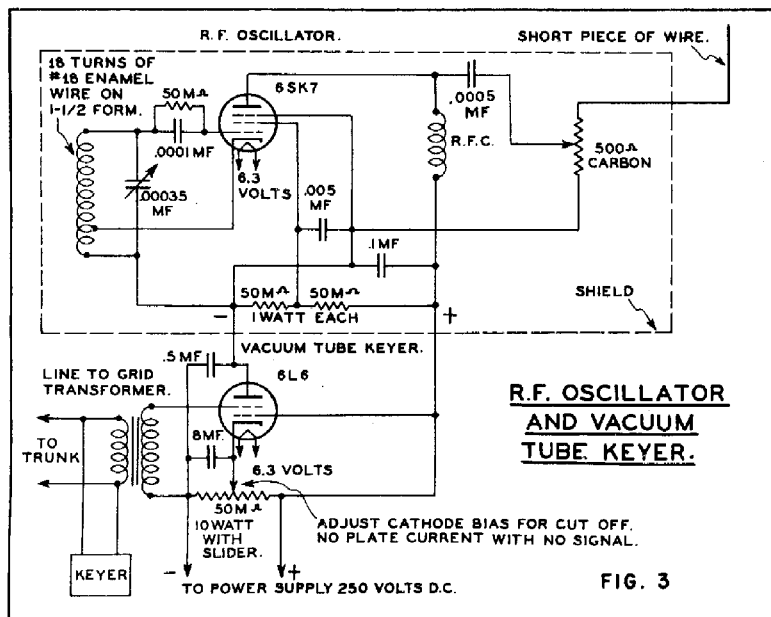 R.F. OSCILLATOR.
SHORT PIECE OF WIRE.
18 TURNS OF
#18 ENAMEL
WIRE ON
1-1/2 FORM.
50MΩ
6SK7
.0001MF
.0005
MF
R.F.C.
500Ω
CARBON
.00035
MF
6.3
VOLTS
.005
MF
.1MF
SHIELD
- 50MΩ 50MΩ +
1 WATT EACH
VACUUM TUBE KEYER.
.5MF
6L6
LINE TO GRID
TRANSFORMER.
TO
TRUNK
8MF.
6.3 VOLTS
R.F. OSCILLATOR
AND VACUUM
TUBE KEYER.
50MΩ
10 WATT
WITH
SLIDER.
ADJUST CATHODE BIAS FOR CUT OFF.
NO PLATE CURRENT WITH NO SIGNAL.
KEYER
- +
TO POWER SUPPLY 250 VOLTS D.C.
FIG. 3